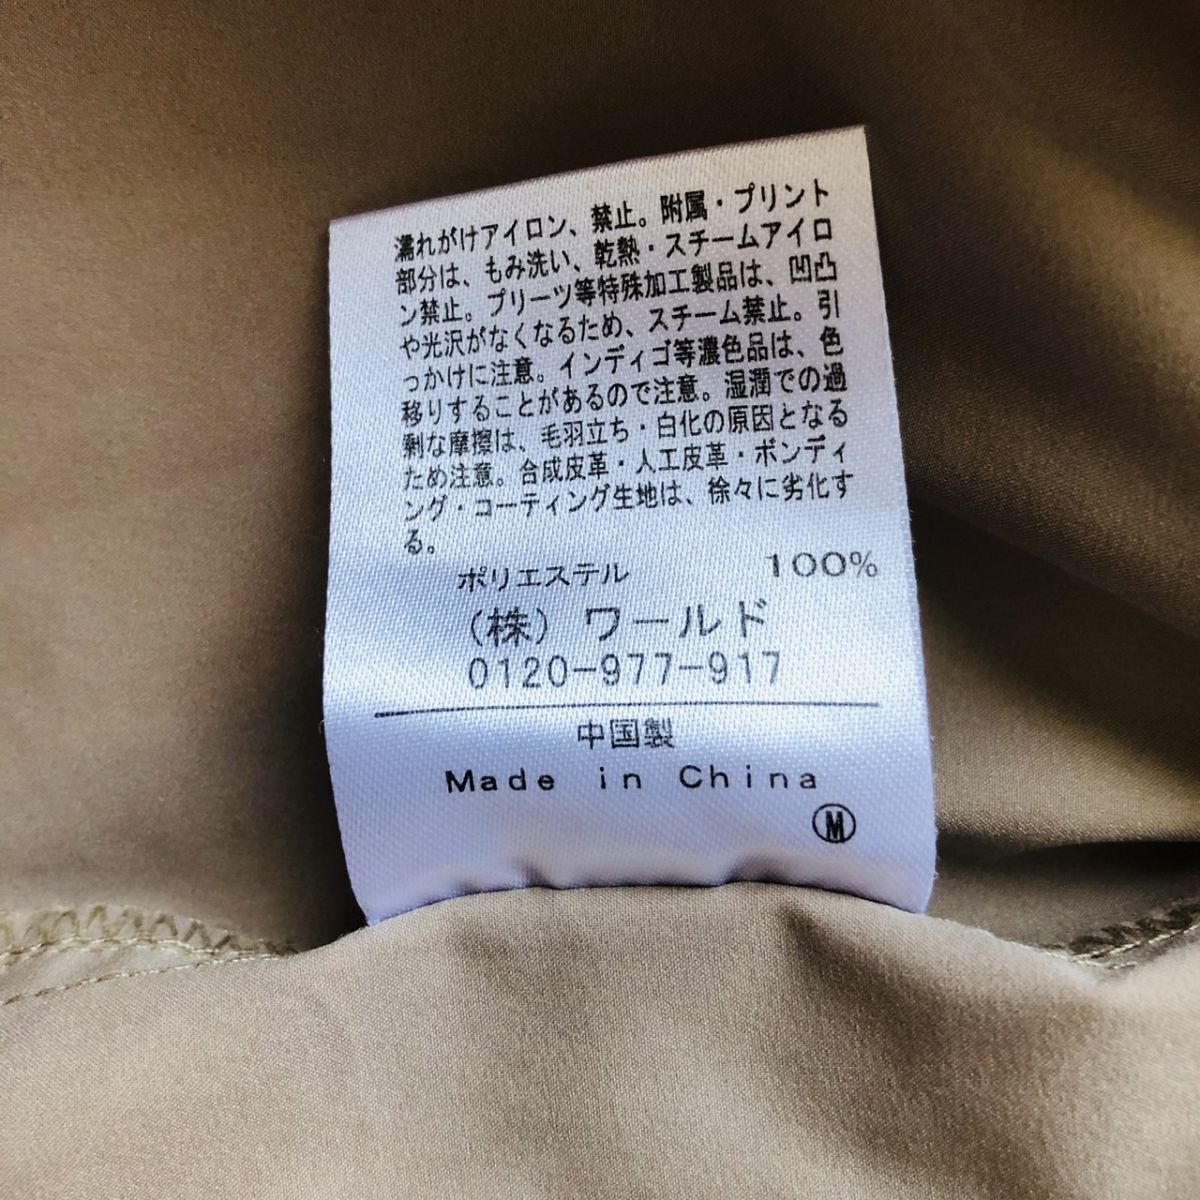 濡れがけアイロン、禁止。附属・プリント
部分は、もみ洗い、乾熱・スチームアイロ
ン禁止。プリーツ等特殊加工製品は、凹凸
や光沢がなくなるため、スチーム禁止。引
っかけに注意。インディゴ等濃色品は、色
移りすることがあるので注意。湿潤での過
剰な摩擦は、毛羽立ち・白化の原因となる
ため注意。合成皮革・人工皮革・ボンディ
ング・コーティング生地は、徐々に劣化す
る。
ポリエステル 100%
(株) ワールド
0120-977-917
中国製
Made in China
Ⓜ